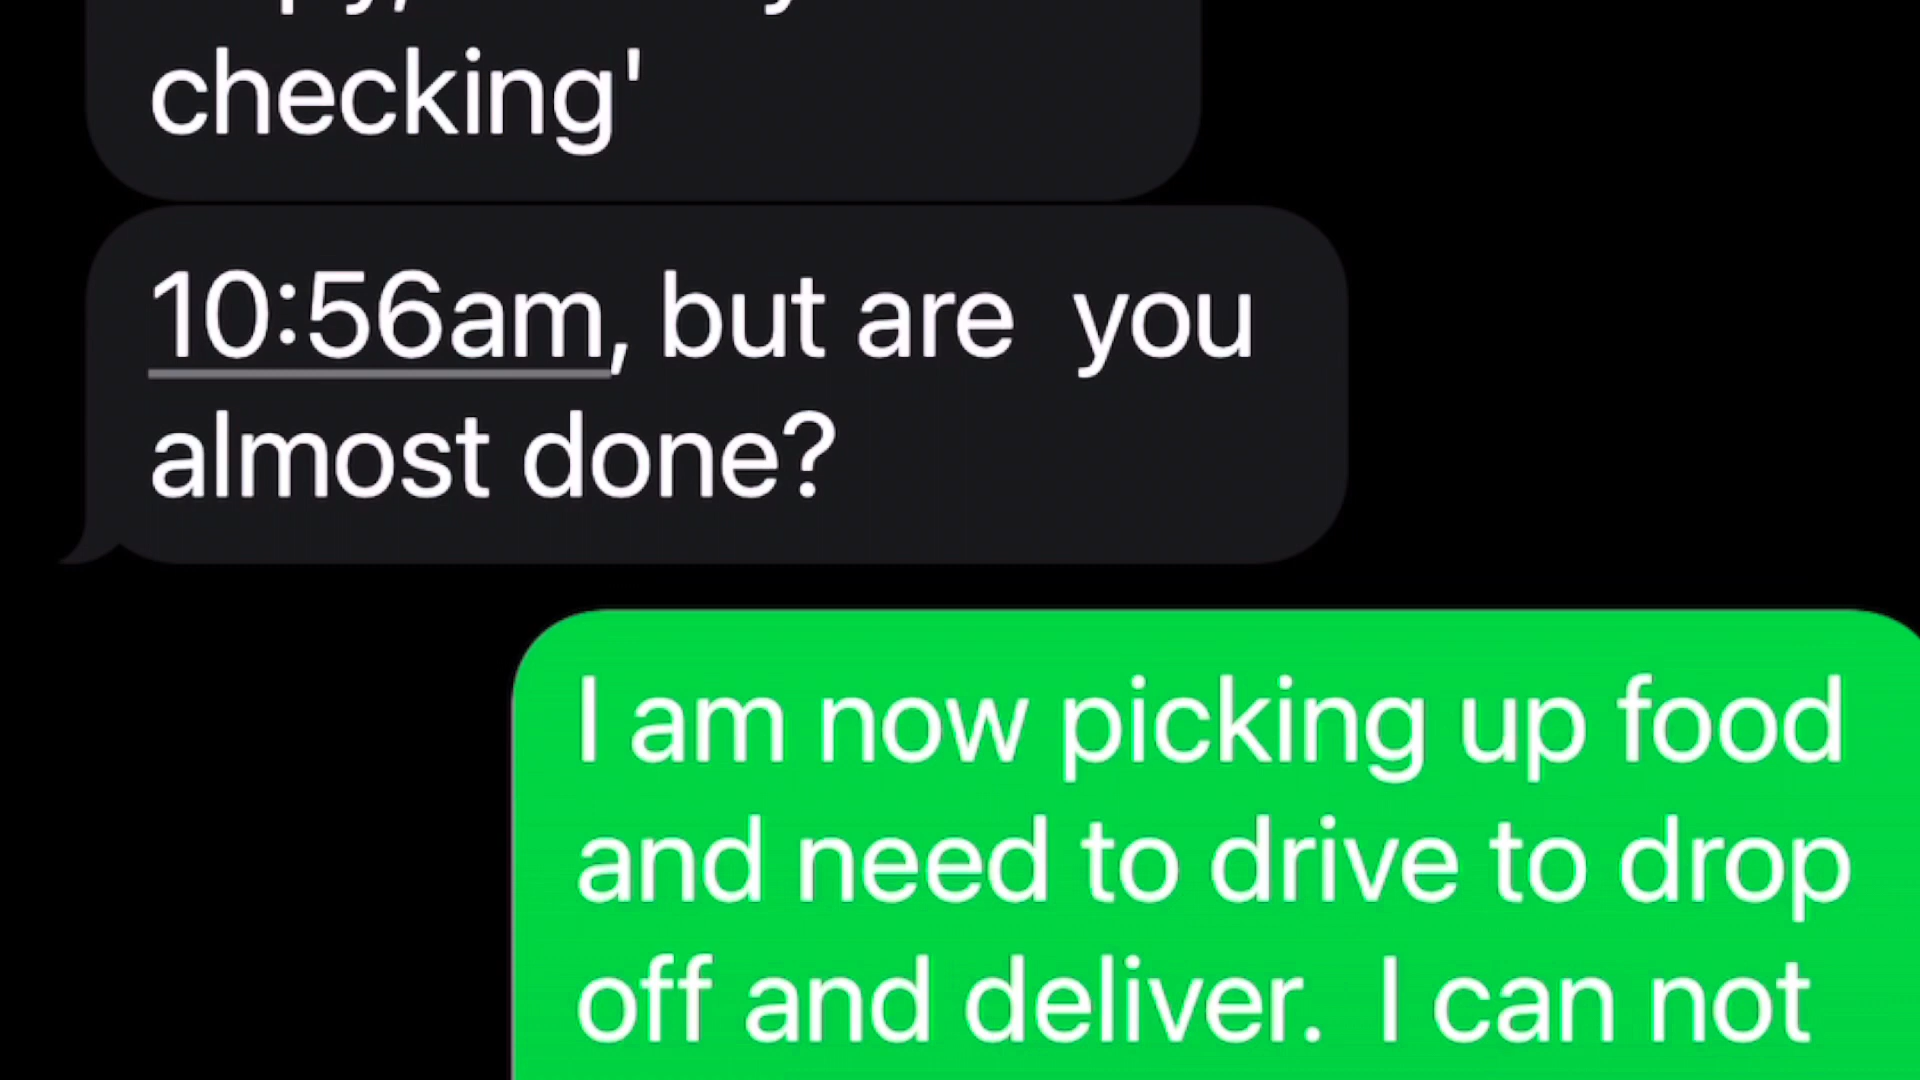 checking'
10:56am, but are  you
almost done?
I am now picking up food
and need to drive to drop
off and deliver.  I can not